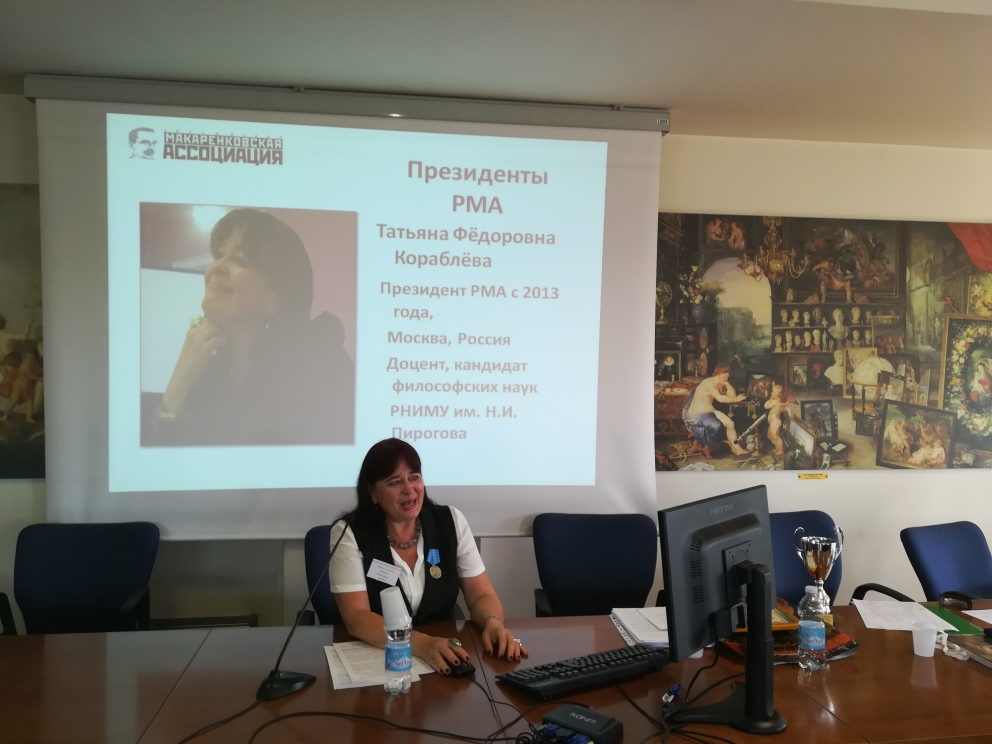 МАКАРЕНКОВСКАЯ
АССОЦИАЦИЯ
Президенты
РМА
Татьяна Фёдоровна
Кораблёва
Президент РМА с 2013
года,
Москва, Россия
Доцент, кандидат
философских наук
РНИМУ им. Н.И.
Пирогова